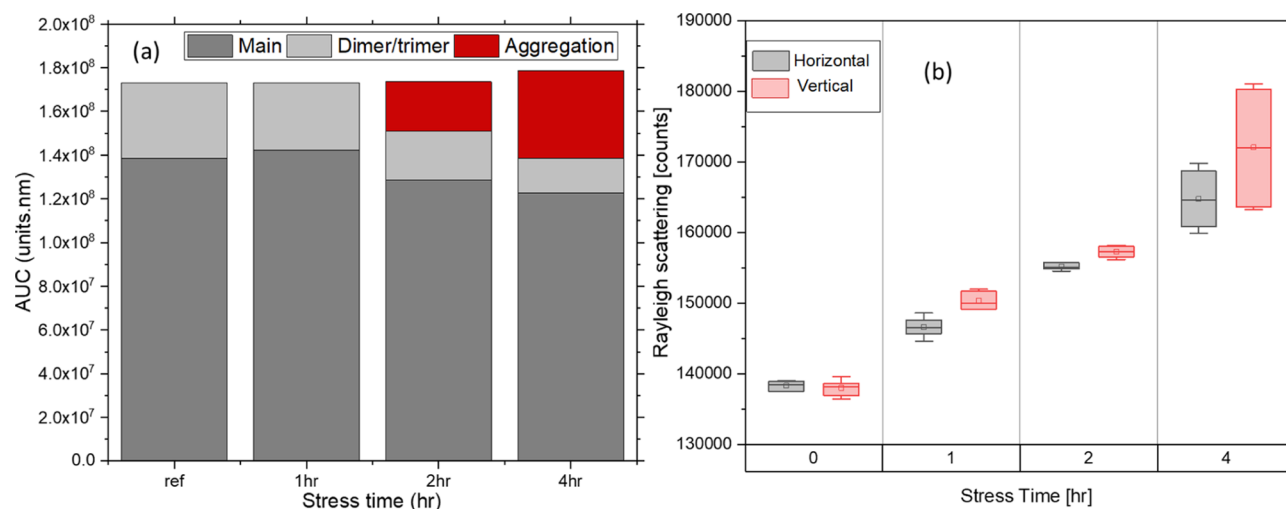 (a)
Main
Dimer/trimer
Aggregation
2.0x10⁸
1.8x10⁸
1.6x10⁸
1.4x10⁸
1.2x10⁸
1.0x10⁸
8.0x10⁷
6.0x10⁷
4.0x10⁷
2.0x10⁷
0.0
AUC (units.nm)
ref
1hr
2hr
4hr
Stress time (hr)
(b)
Horizontal
Vertical
190000
180000
170000
160000
150000
140000
130000
Rayleigh scattering [counts]
0
1
2
4
Stress Time [hr]